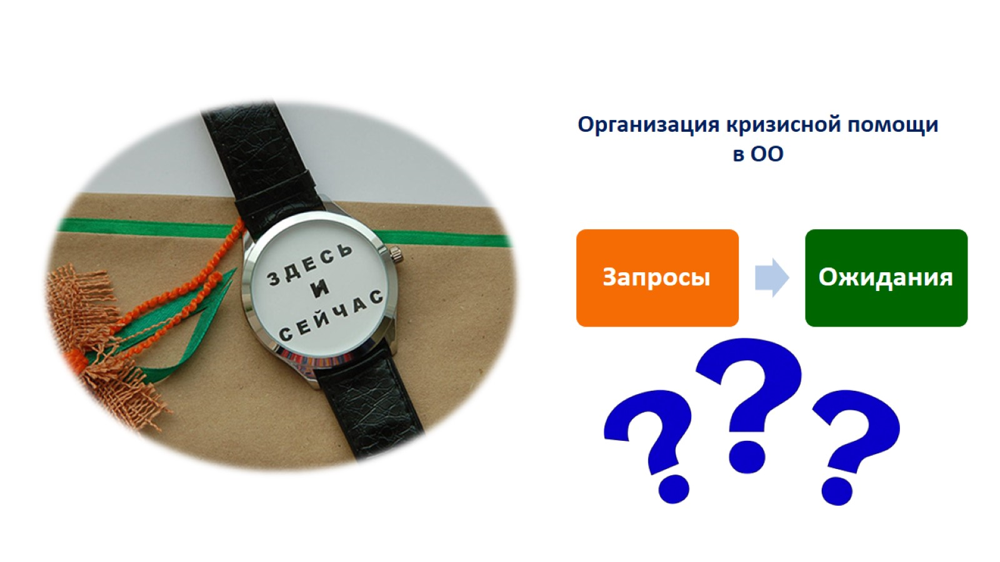 ЗДЕСЬ
И
СЕЙЧАС
Организация кризисной помощи
в ОО
Запросы
Ожидания
???